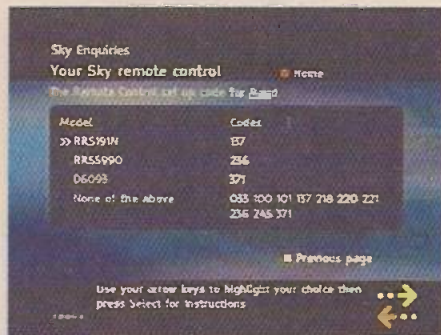 Sky Enquiries
Your Sky remote control
Home
The Remote Control set up code for
Model Codes
» RRS191N 137
RRS5990 236
D6093 371
None of the above 033 100 101 137 218 220 221
236 245 371
Previous page
Use your arrow keys to highlight your choice then
press Select for instructions